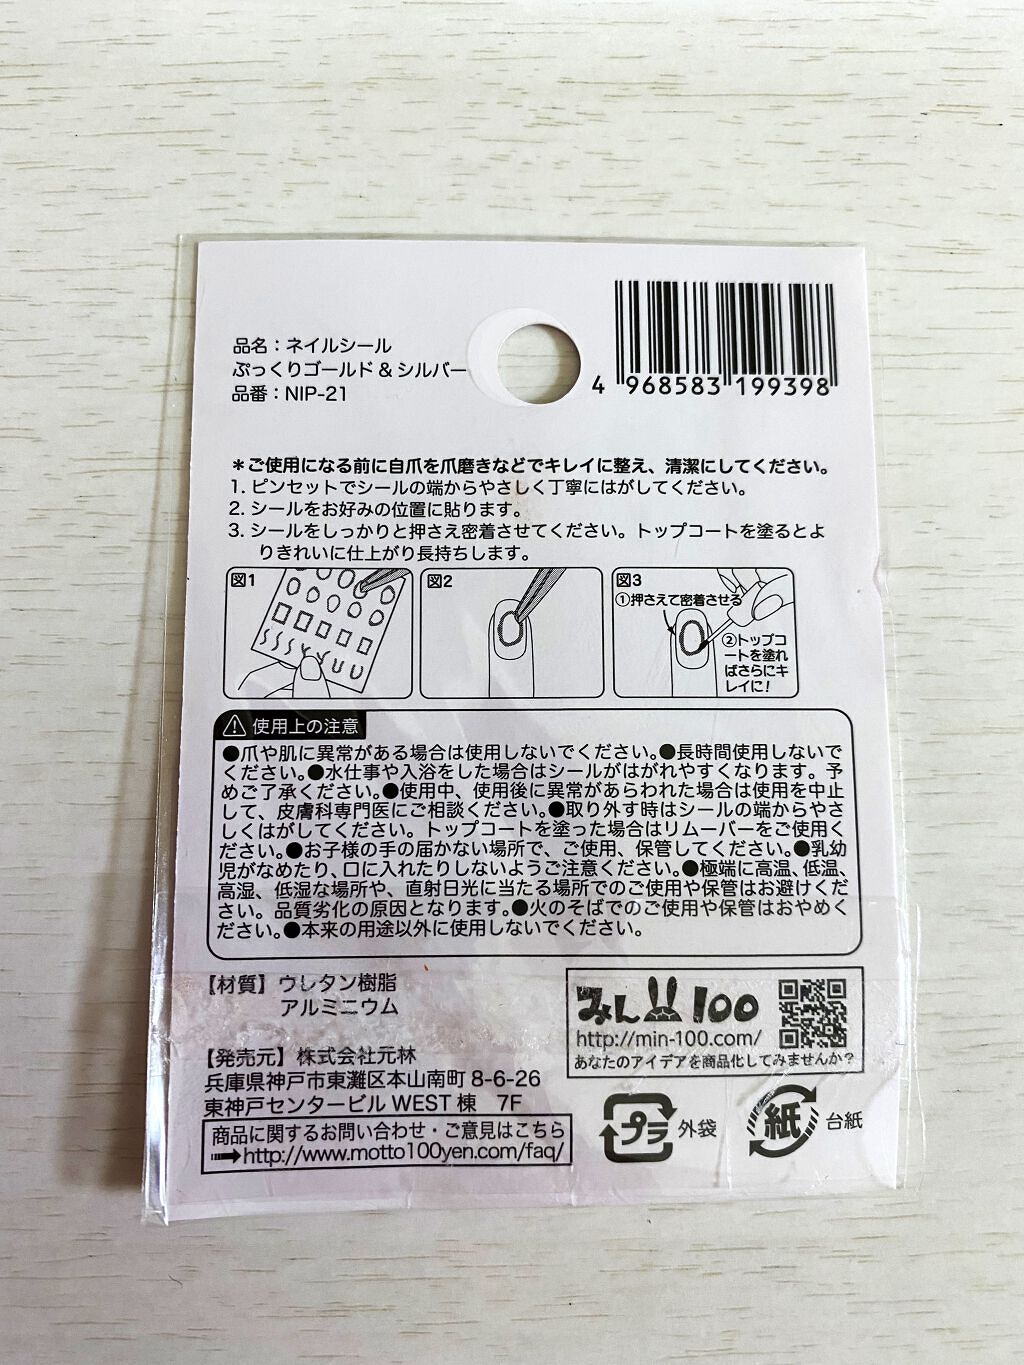 品名：ネイルシール
ぷっくりゴールド＆シルバー
品番：NIP-21
4 968583 199398
＊ご使用になる前に自爪を爪磨きなどでキレイに整え、清潔にしてください。
1. ピンセットでシールの端からやさしく丁寧にはがしてください。
2. シールをお好みの位置に貼ります。
3. シールをしっかりと押さえ密着させてください。トップコートを塗るとよ
りきれいに仕上がり長持ちします。
図1
図2
図3
①押さえて密着させる
②トップコ
ートを塗れ
ばさらにキ
レイに！
使用上の注意
●爪や肌に異常がある場合は使用しないでください。●長時間使用しないで
ください。●水仕事や入浴をした場合はシールがはがれやすくなります。予
めご了承ください。●使用中、使用後に異常があらわれた場合は使用を中止
して、皮膚科専門医にご相談ください。●取り外す時はシールの端からやさ
しくはがしてください。トップコートを塗った場合はリムーバーをご使用く
ださい。●お子様の手の届かない場所で、ご使用、保管してください。●乳幼
児がなめたり、口に入れたりしないようご注意ください。●極端に高温、低温、
高湿、低湿な場所や、直射日光に当たる場所でのご使用や保管はお避けくだ
さい。品質劣化の原因となります。●火のそばでのご使用や保管はおやめく
ださい。●本来の用途以外に使用しないでください。
【材質】ウレタン樹脂
アルミニウム
【発売元】株式会社元林
兵庫県神戸市東灘区本山南町 8-6-26
東神戸センタービル WEST 棟 7F
商品に関するお問い合わせ・ご意見はこちら
http://www.motto100yen.com/faq/
みん100
http://min-100.com/
あなたのアイデアを商品化してみませんか？
プラ 外袋
紙 台紙